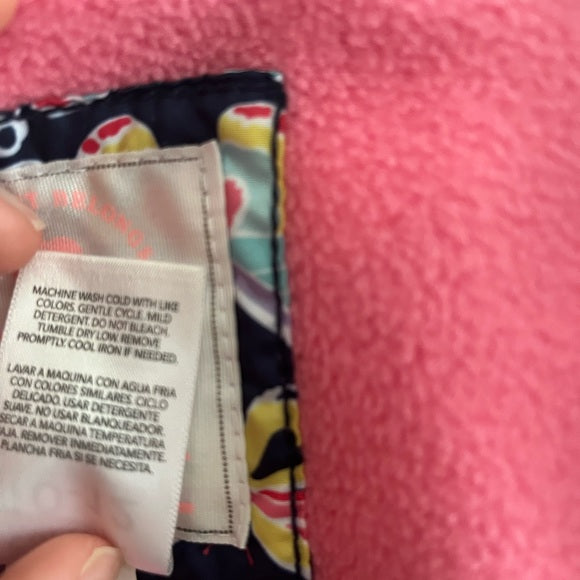 BELONGS
MACHINE WASH COLD WITH LIKE
COLORS. GENTLE CYCLE. MILD
DETERGENT. DO NOT BLEACH.
TUMBLE DRY LOW. REMOVE
PROMPTLY. COOL IRON IF NEEDED.
LAVAR A MAQUINA CON AGUA FRIA
CON COLORES SIMILARES. CICLO
DELICADO. USAR DETERGENTE
SUAVE. NO USAR BLANQUEADOR.
SECAR A MAQUINA TEMPERATURA
AJA. REMOVER INMEDIATAMENTE.
PLANCHA FRIA SI SE NECESITA.